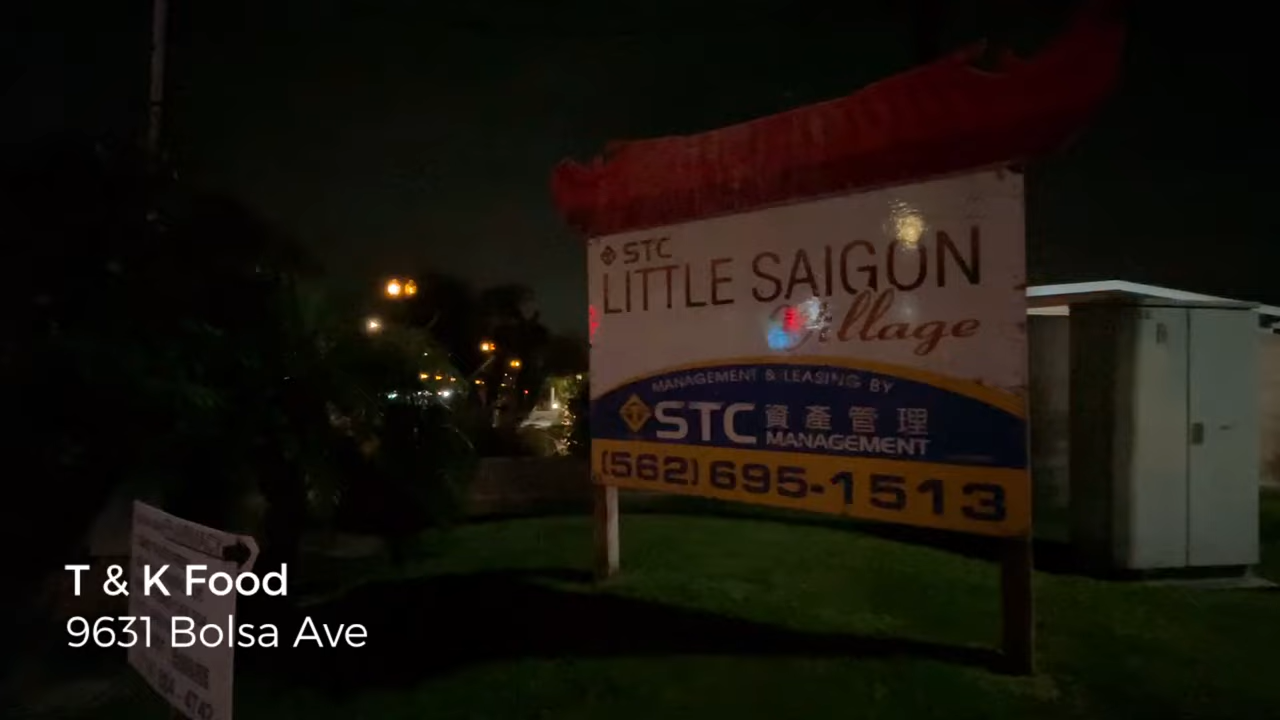 STC
LITTLE SAIGON
Village
MANAGEMENT & LEASING BY
STC 資產管理
MANAGEMENT
(562) 695-1513
T & K Food
9631 Bolsa Ave